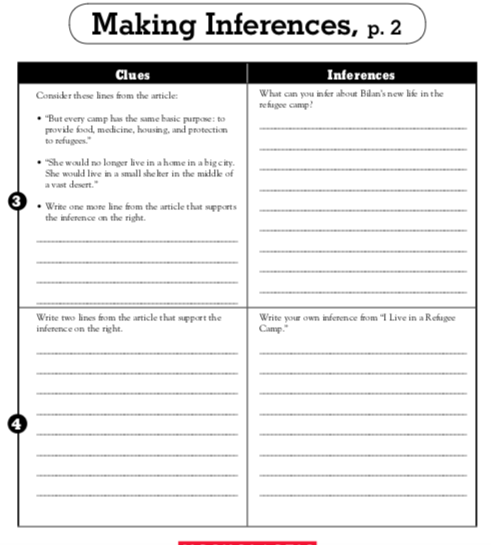 Making Inferences, p. 2
Clues
Inferences
Consider these lines from the article:
• "But every camp has the same basic purpose: to
provide food, medicine, housing, and protection
to refugees."
• "She would no longer live in a home in a big city.
She would live in a small shelter in the middle of
a vast desert."
3
• Write one more line from the article that supports
the inference on the right.
What can you infer about Bilan's new life in the
refugee camp?
Write two lines from the article that support the
inference on the right.
4
Write your own inference from "I Live in a Refugee
Camp."